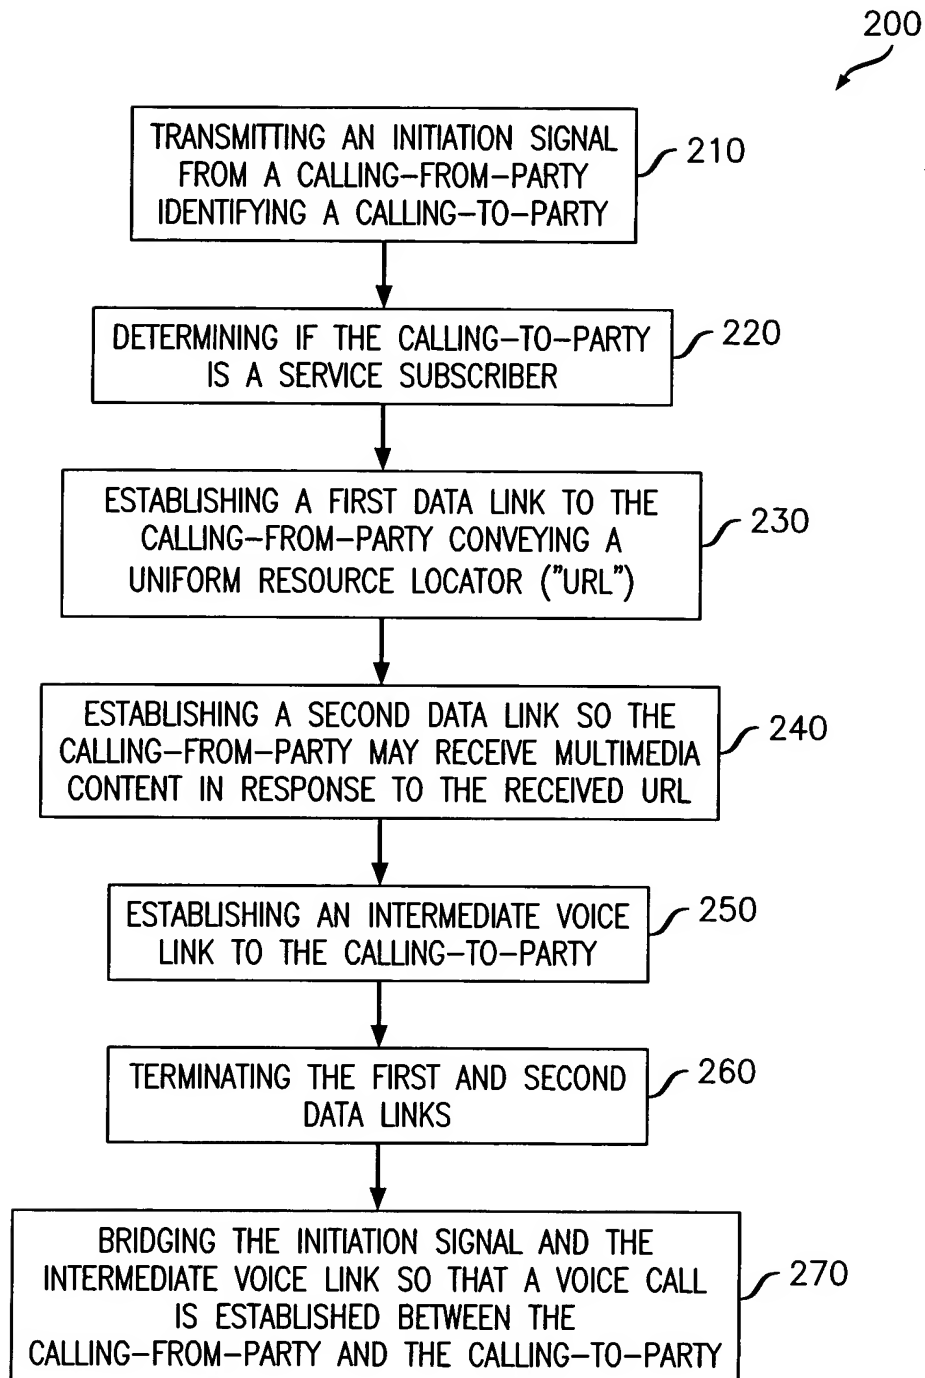 200
TRANSMITTING AN INITIATION SIGNAL
FROM A CALLING-FROM-PARTY
IDENTIFYING A CALLING-TO-PARTY
210
DETERMINING IF THE CALLING-TO-PARTY
IS A SERVICE SUBSCRIBER
220
ESTABLISHING A FIRST DATA LINK TO THE
CALLING-FROM-PARTY CONVEYING A
UNIFORM RESOURCE LOCATOR ("URL")
230
ESTABLISHING A SECOND DATA LINK SO THE
CALLING-FROM-PARTY MAY RECEIVE MULTIMEDIA
CONTENT IN RESPONSE TO THE RECEIVED URL
240
ESTABLISHING AN INTERMEDIATE VOICE
LINK TO THE CALLING-TO-PARTY
250
TERMINATING THE FIRST AND SECOND
DATA LINKS
260
BRIDGING THE INITIATION SIGNAL AND THE
INTERMEDIATE VOICE LINK SO THAT A VOICE CALL
IS ESTABLISHED BETWEEN THE
CALLING-FROM-PARTY AND THE CALLING-TO-PARTY
270